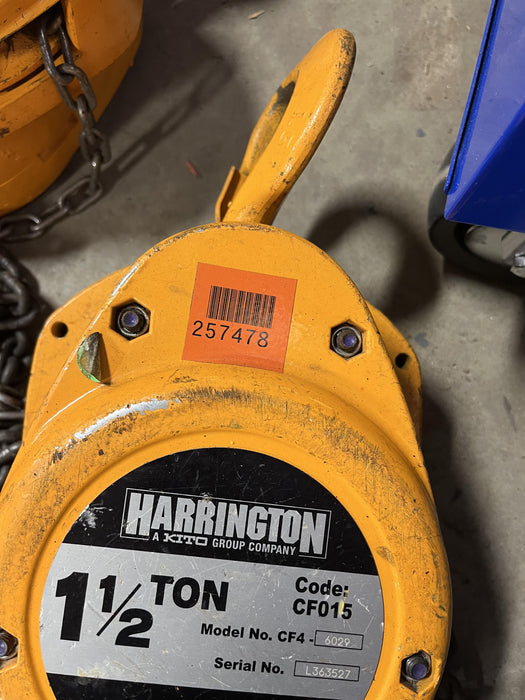 257478
HARRINGTON
A KITO GROUP COMPANY
1 1/2 TON
Code:
CF015
Model No. CF4 - 6029
Serial No. L363527